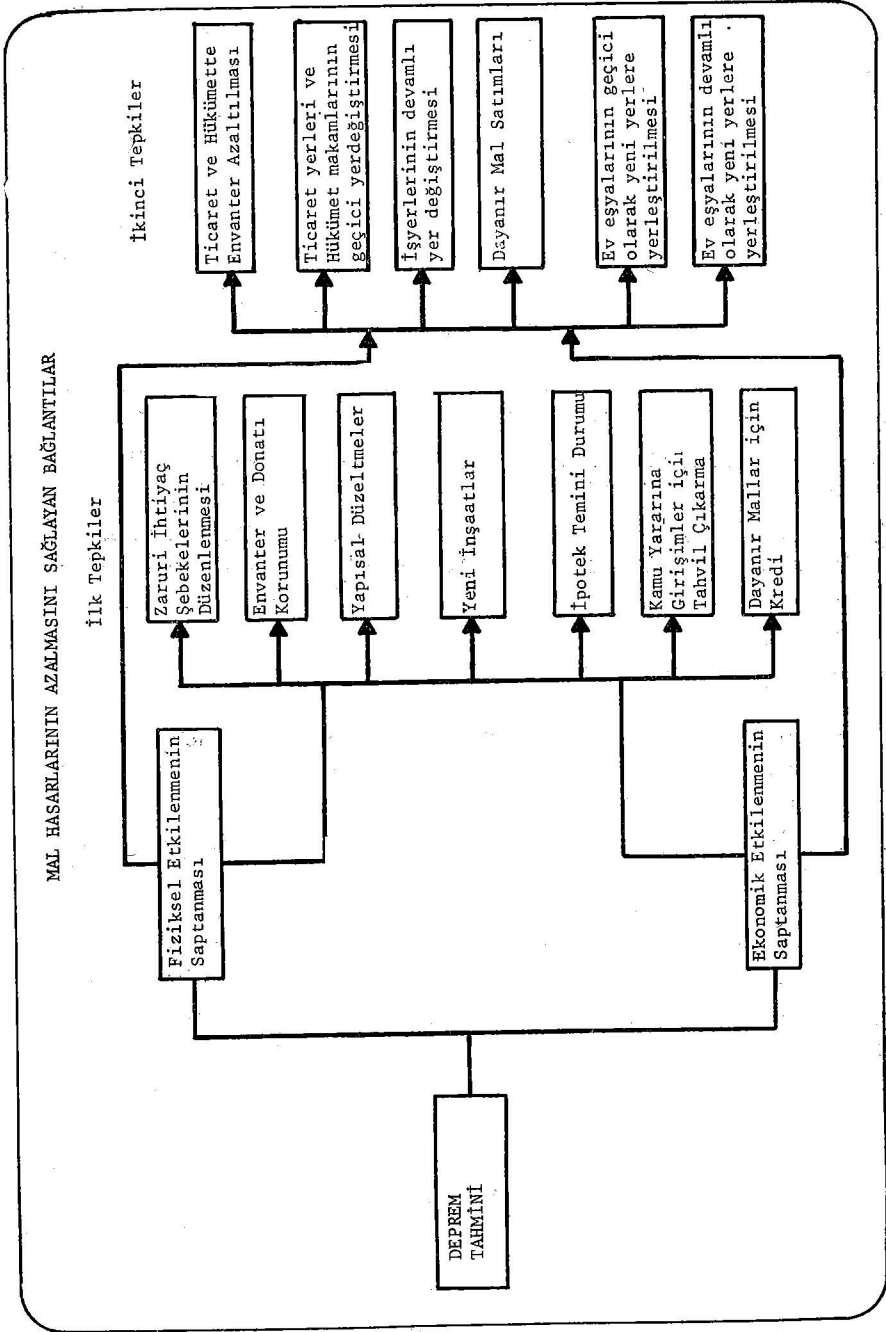 MAL HASARLARININ AZALMASINI SAĞLAYAN BAĞLANTILAR
İlk Tepkiler
İkinci Tepkiler
DEPREM
TAHMİNİ
Fiziksel Etkilenmenin
Saptanması
Ekonomik Etkilenmenin
Saptanması
Zaruri İhtiyaç
Şebekelerinin
Düzenlenmesi
Envanter ve Donatı
Korunumu
Yapısal Düzeltmeler
Yeni İnşaatlar
İpotek Temini Durumu
Kamu Yararına
Girişimler için
Tahvil Çıkarma
Dayanır Mallar için
Kredi
Ticaret ve Hükümette
Envanter Azaltılması
Ticaret yerleri ve
Hükümet makamlarının
geçici yerdeğiştirmesi
İşyerlerinin devamlı
yer değiştirmesi
Dayanır Mal Satımları
Ev eşyalarının geçici
olarak yeni yerlere
yerleştirilmesi
Ev eşyalarının devamlı
olarak yeni yerlere
yerleştirilmesi